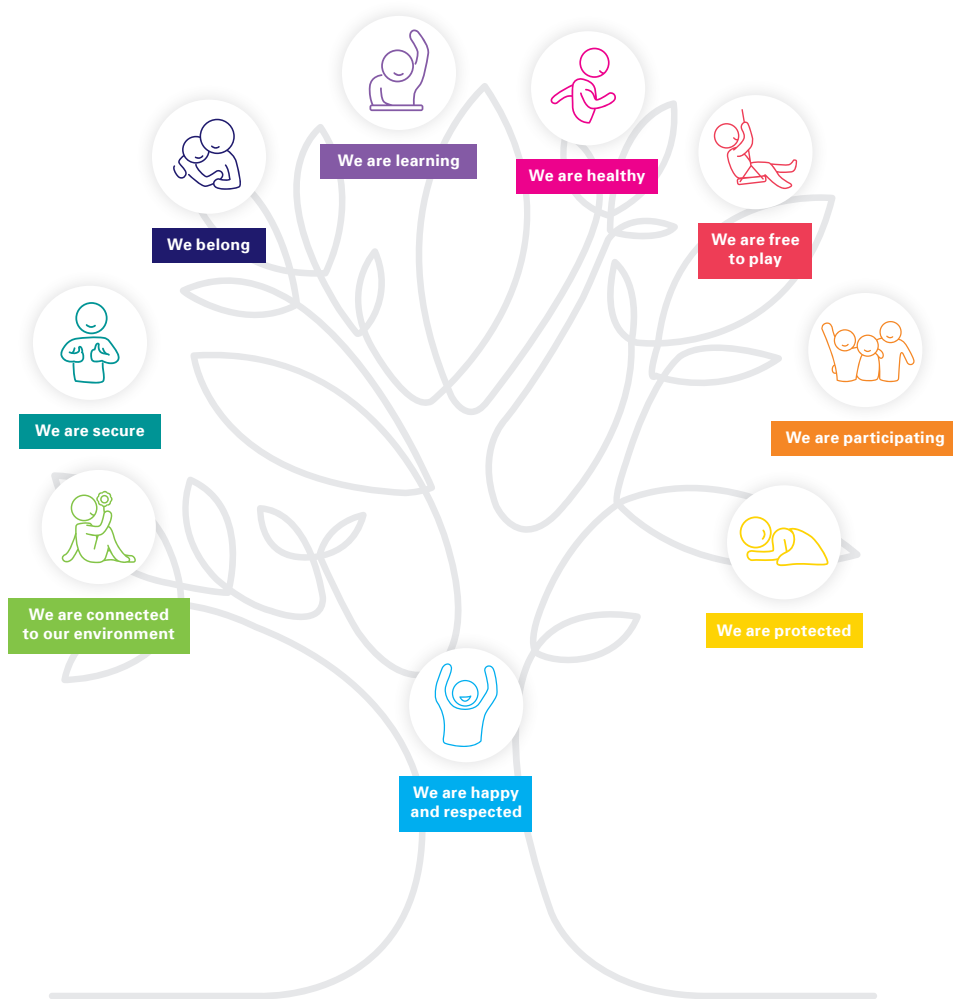 We are learning
We are healthy
We belong
We are free
to play
We are secure
We are participating
We are connected
to our environment
We are protected
We are happy
and respected